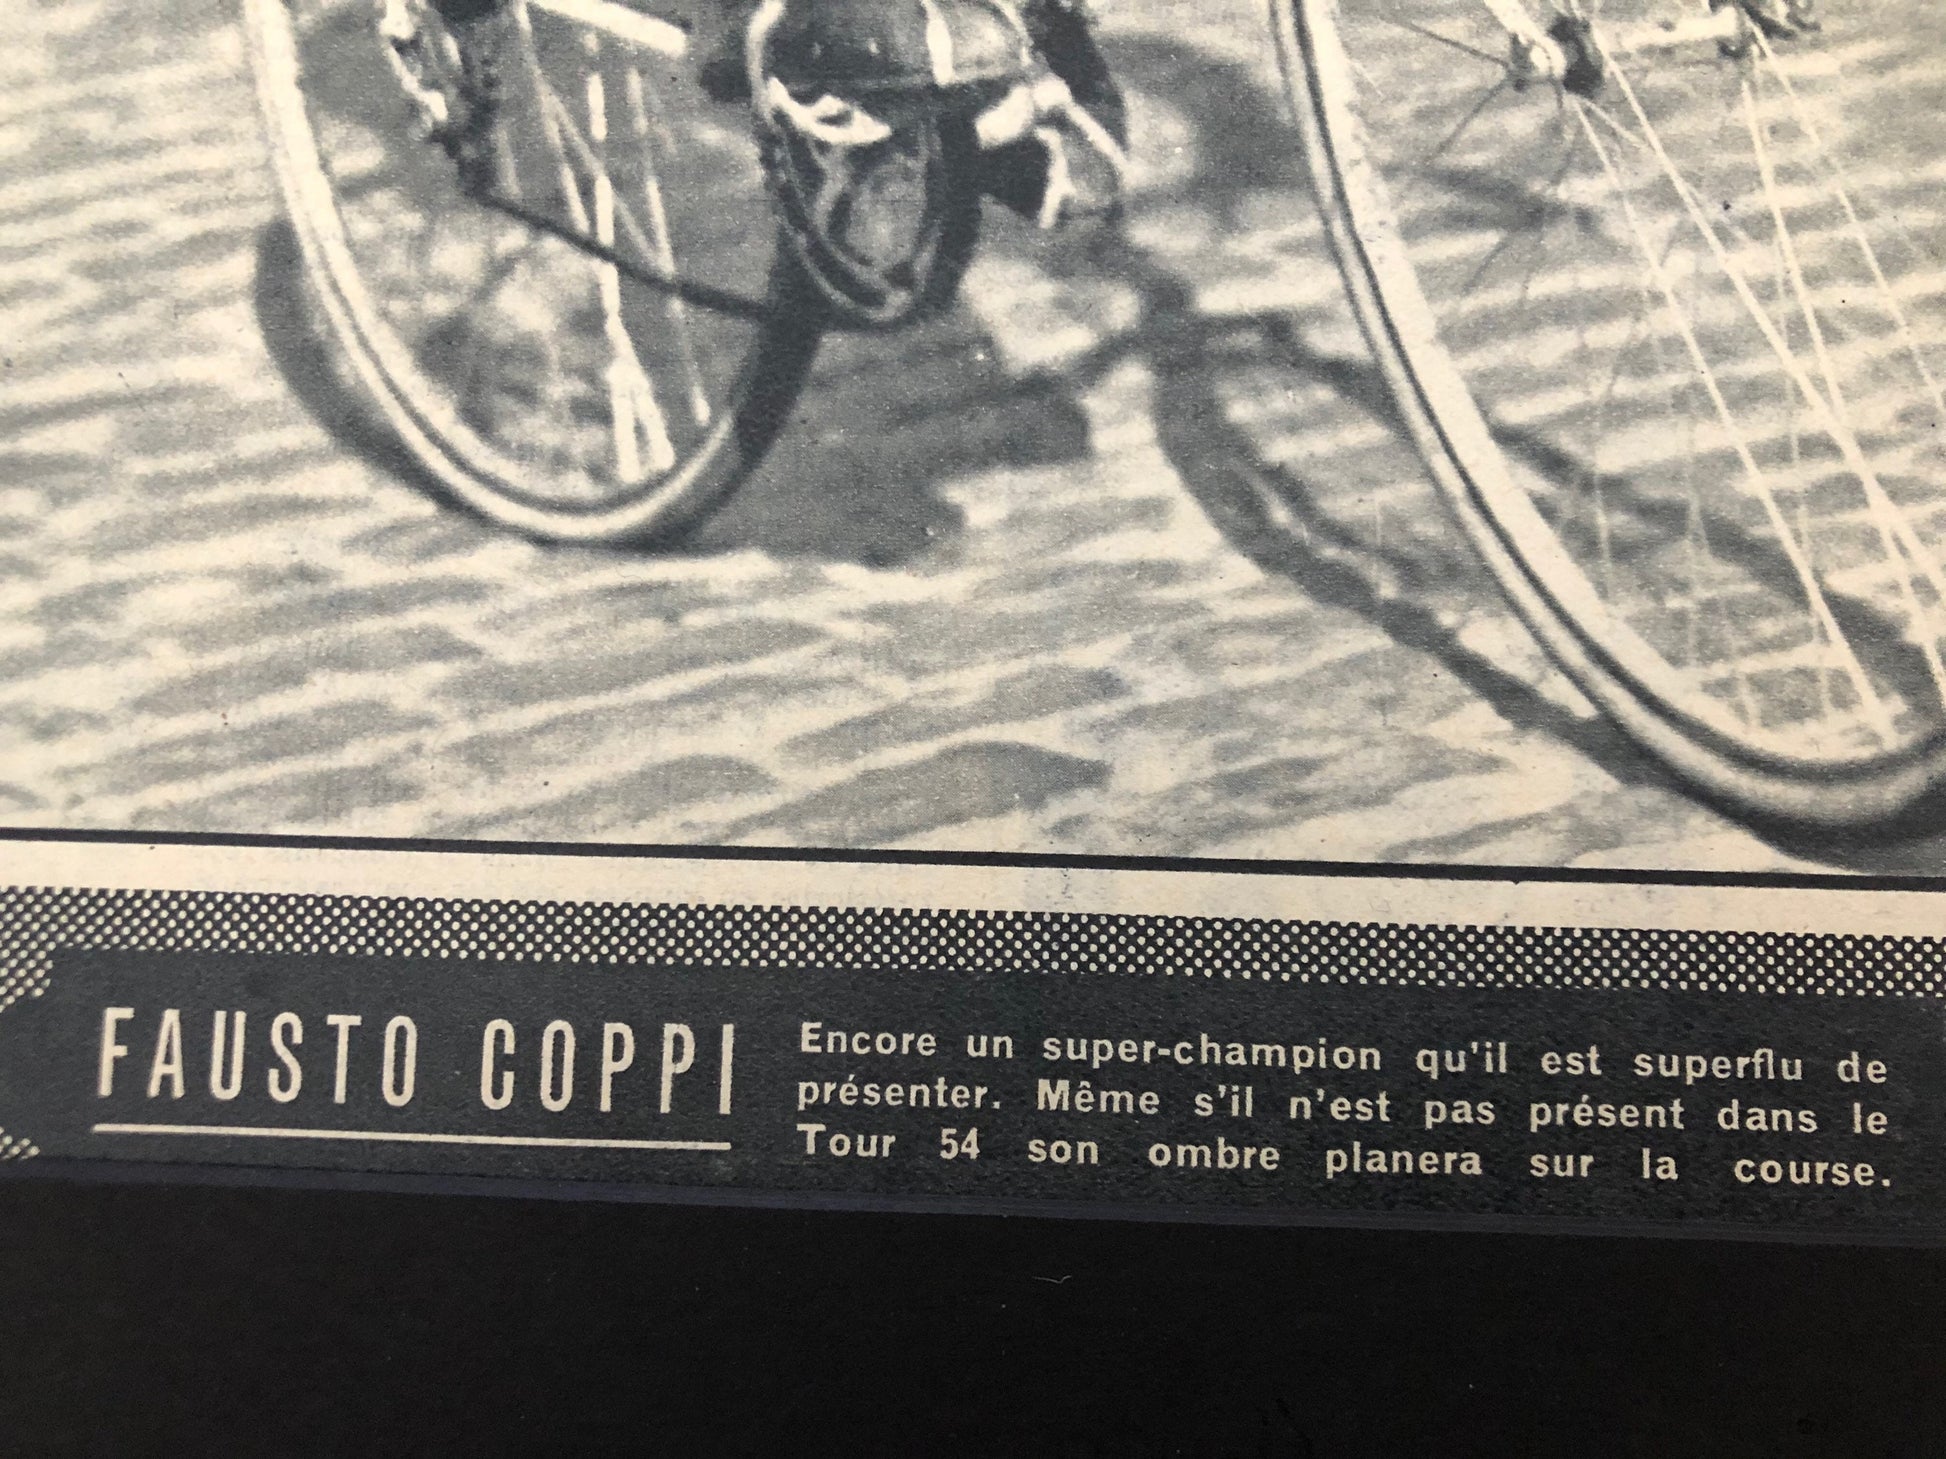 FAUSTO COPPI
Encore un super-champion qu'il est superflu de
présenter. Même s'il n'est pas présent dans le
Tour 54 son ombre planera sur la course.